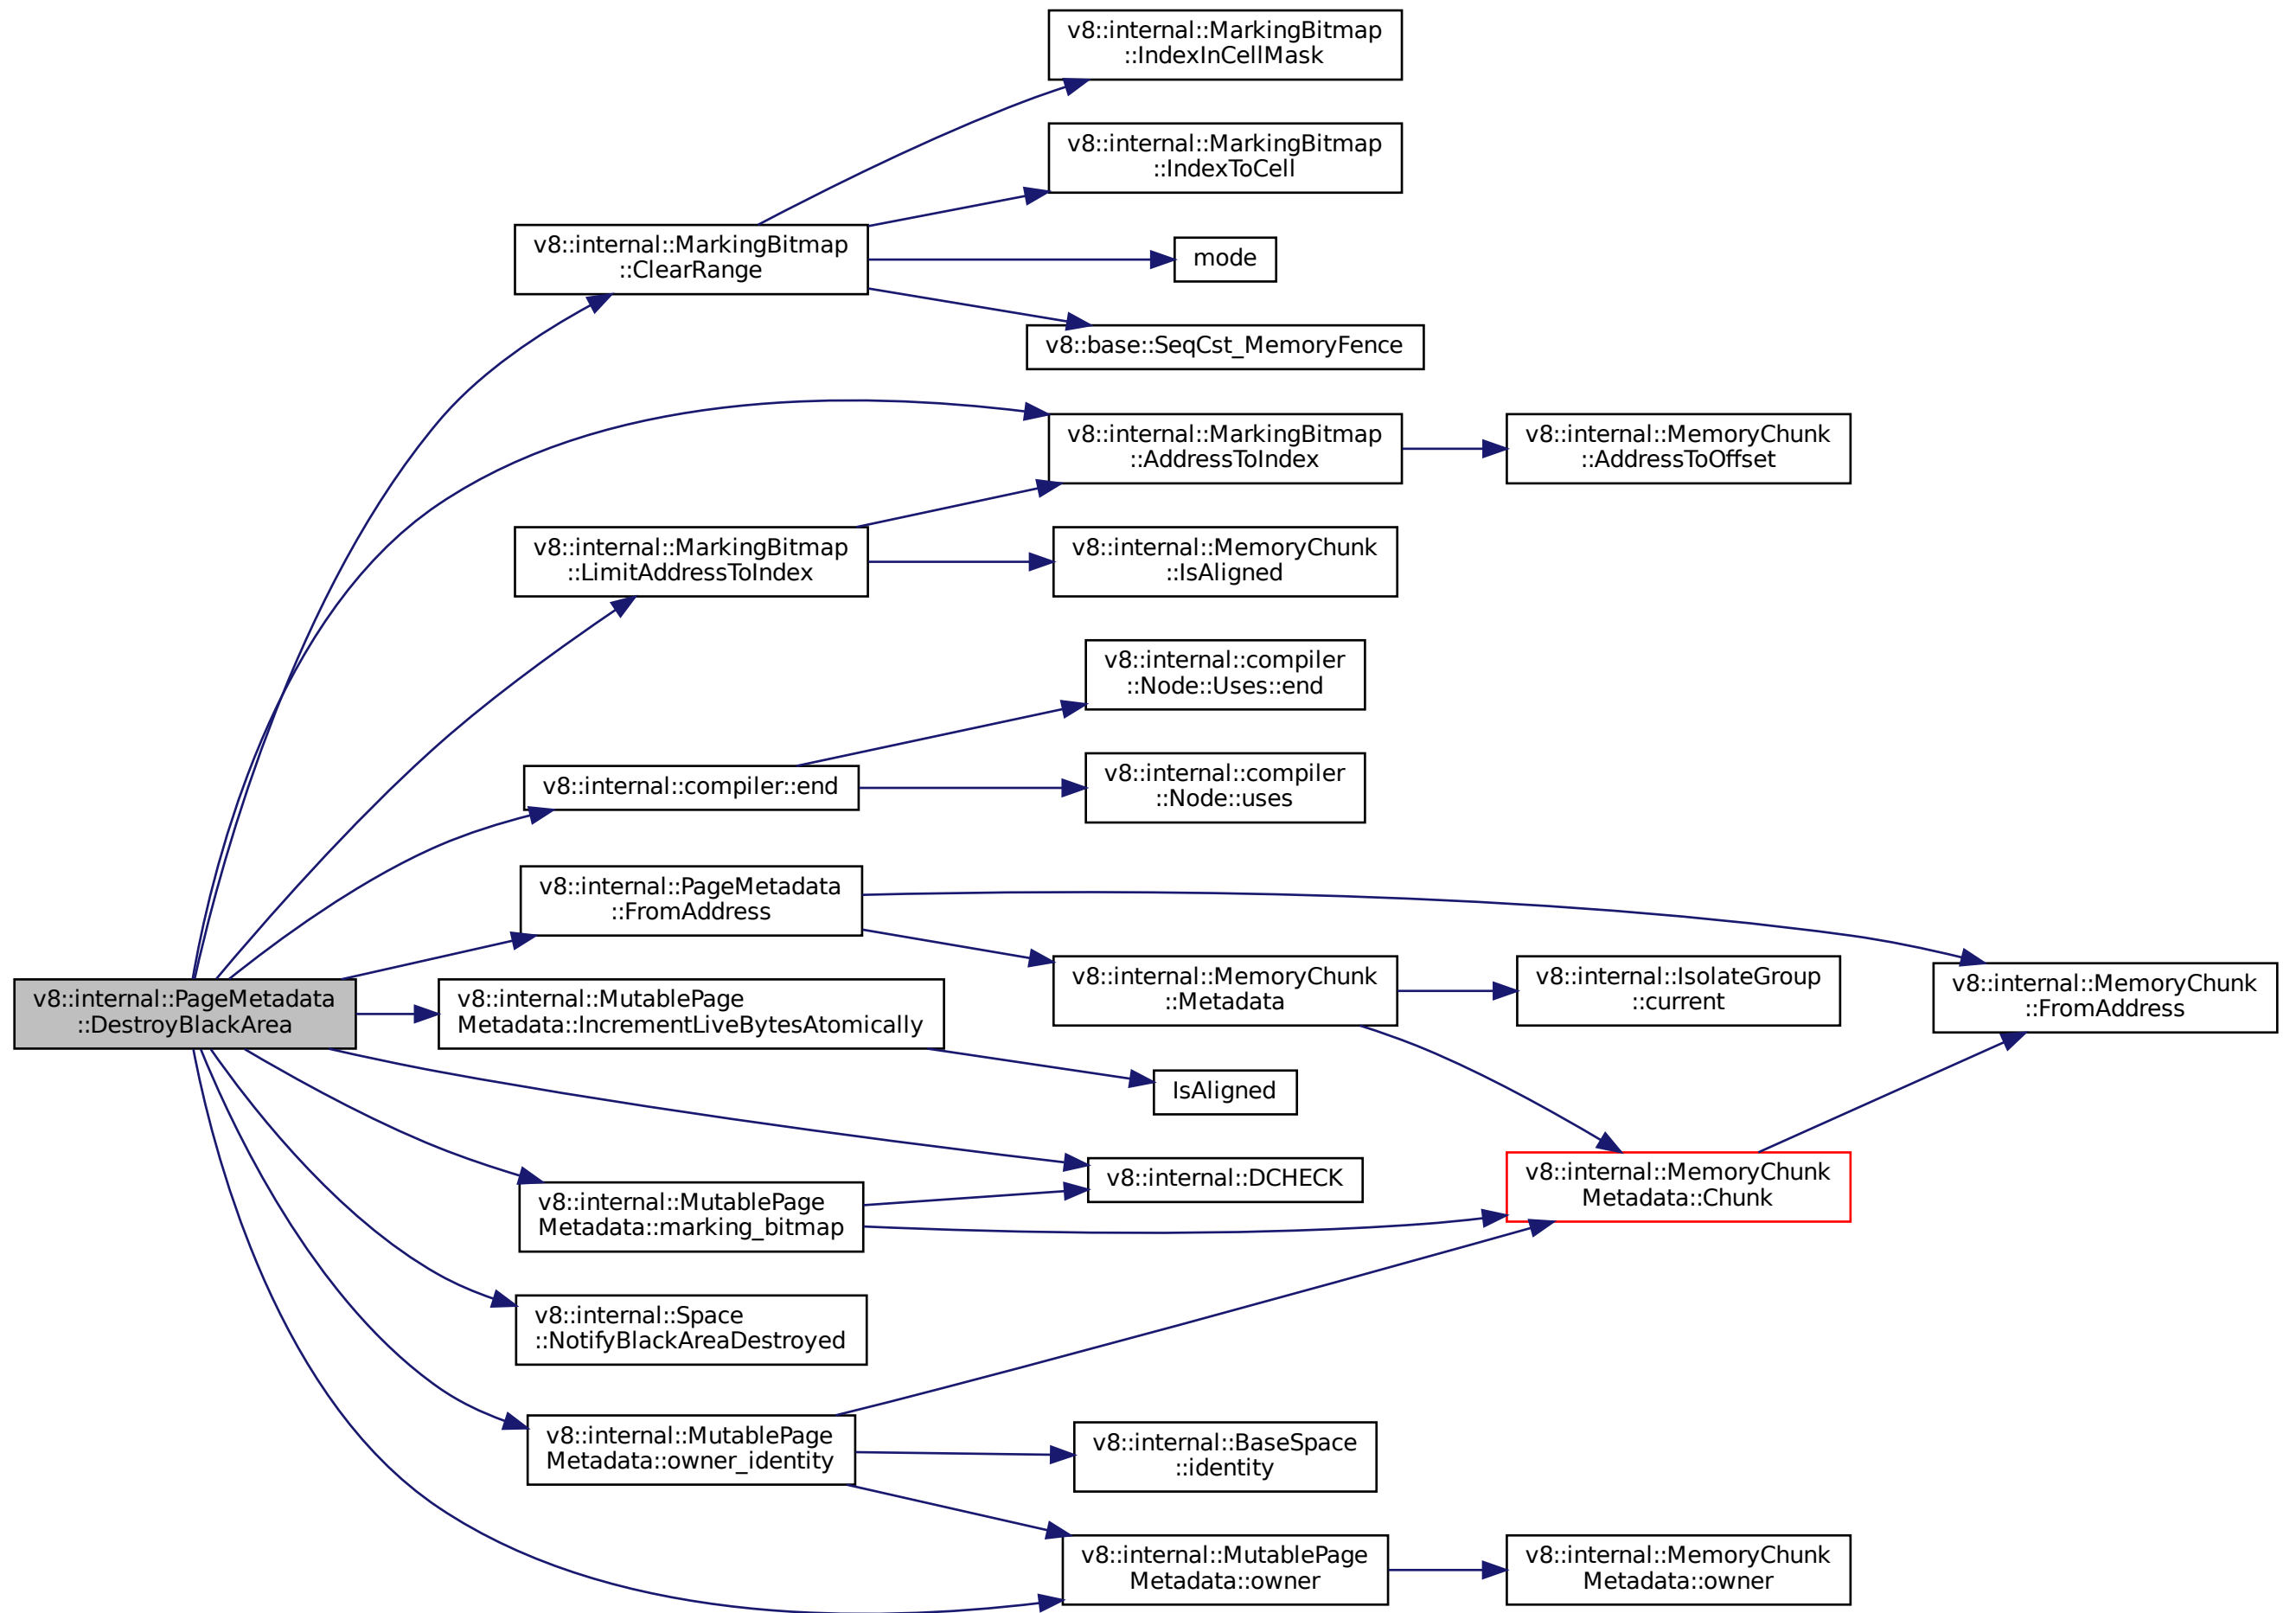 v8::internal::MarkingBitmap
::IndexInCellMask
v8::internal::MarkingBitmap
::IndexToCell
v8::internal::MarkingBitmap
::ClearRange
mode
v8::base::SeqCst_MemoryFence
v8::internal::MarkingBitmap
::AddressToIndex
v8::internal::MemoryChunk
::AddressToOffset
v8::internal::MarkingBitmap
::LimitAddressToIndex
v8::internal::MemoryChunk
::IsAligned
v8::internal::compiler
::Node::Uses::end
v8::internal::compiler::end
v8::internal::compiler
::Node::uses
v8::internal::PageMetadata
::FromAddress
v8::internal::PageMetadata
::DestroyBlackArea
v8::internal::MutablePage
Metadata::IncrementLiveBytesAtomically
v8::internal::MemoryChunk
::Metadata
v8::internal::IsolateGroup
::current
v8::internal::MemoryChunk
::FromAddress
IsAligned
v8::internal::DCHECK
v8::internal::MemoryChunk
Metadata::Chunk
v8::internal::MutablePage
Metadata::marking_bitmap
v8::internal::Space
::NotifyBlackAreaDestroyed
v8::internal::MutablePage
Metadata::owner_identity
v8::internal::BaseSpace
::identity
v8::internal::MutablePage
Metadata::owner
v8::internal::MemoryChunk
Metadata::owner